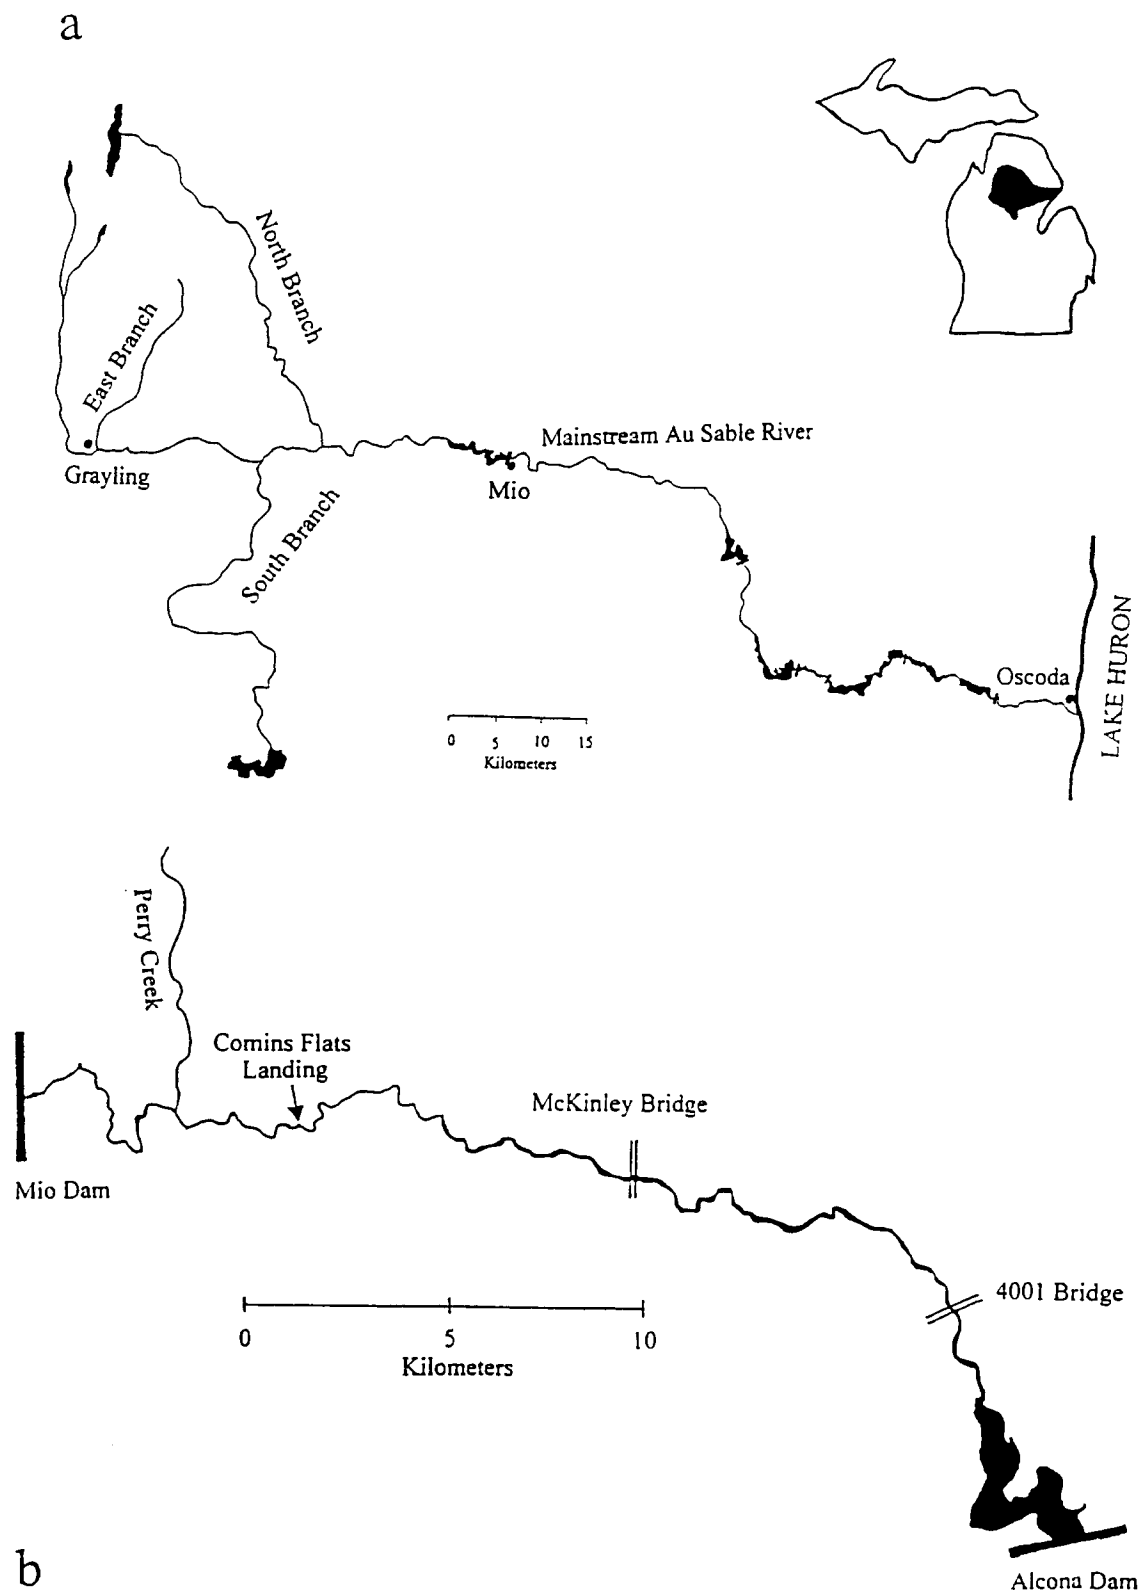 a
North Branch
East Branch
Mainstream Au Sable River
Grayling
Mio
South Branch
Oscoda
LAKE HURON
0 5 10 15
Kilometers
Perry Creek
Comins Flats
Landing
McKinley Bridge
Mio Dam
4001 Bridge
0 5 10
Kilometers
b
Alcona Dam